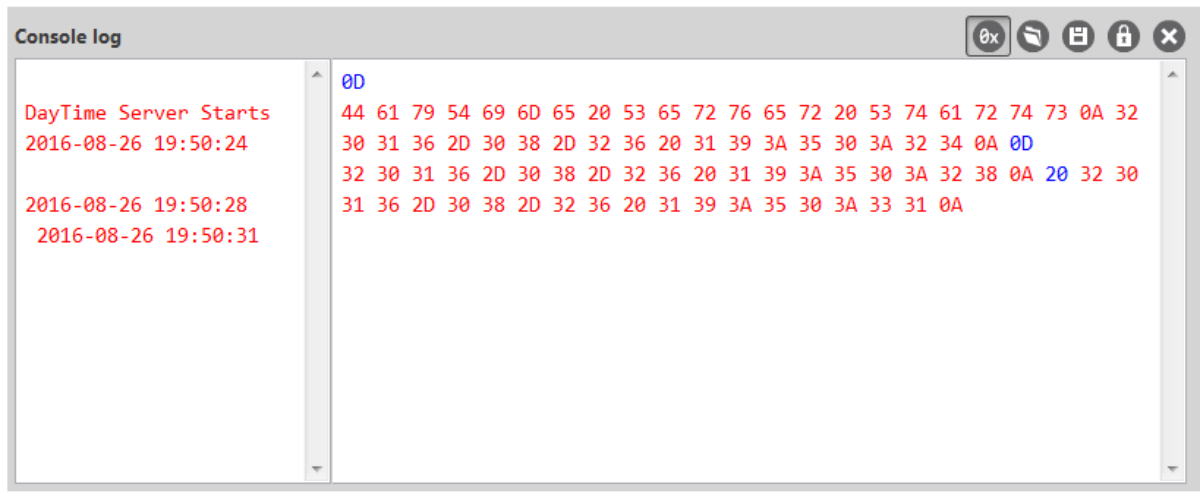 Console log
0x
DayTime Server Starts
2016-08-26 19:50:24
2016-08-26 19:50:28
2016-08-26 19:50:31
0D
44 61 79 54 69 6D 65 20 53 65 72 76 65 72 20 53 74 61 72 74 73 0A 32
30 31 36 2D 30 38 2D 32 36 20 31 39 3A 35 30 3A 32 34 0A 0D
32 30 31 36 2D 30 38 2D 32 36 20 31 39 3A 35 30 3A 32 38 0A 20 32 30
31 36 2D 30 38 2D 32 36 20 31 39 3A 35 30 3A 33 31 0A